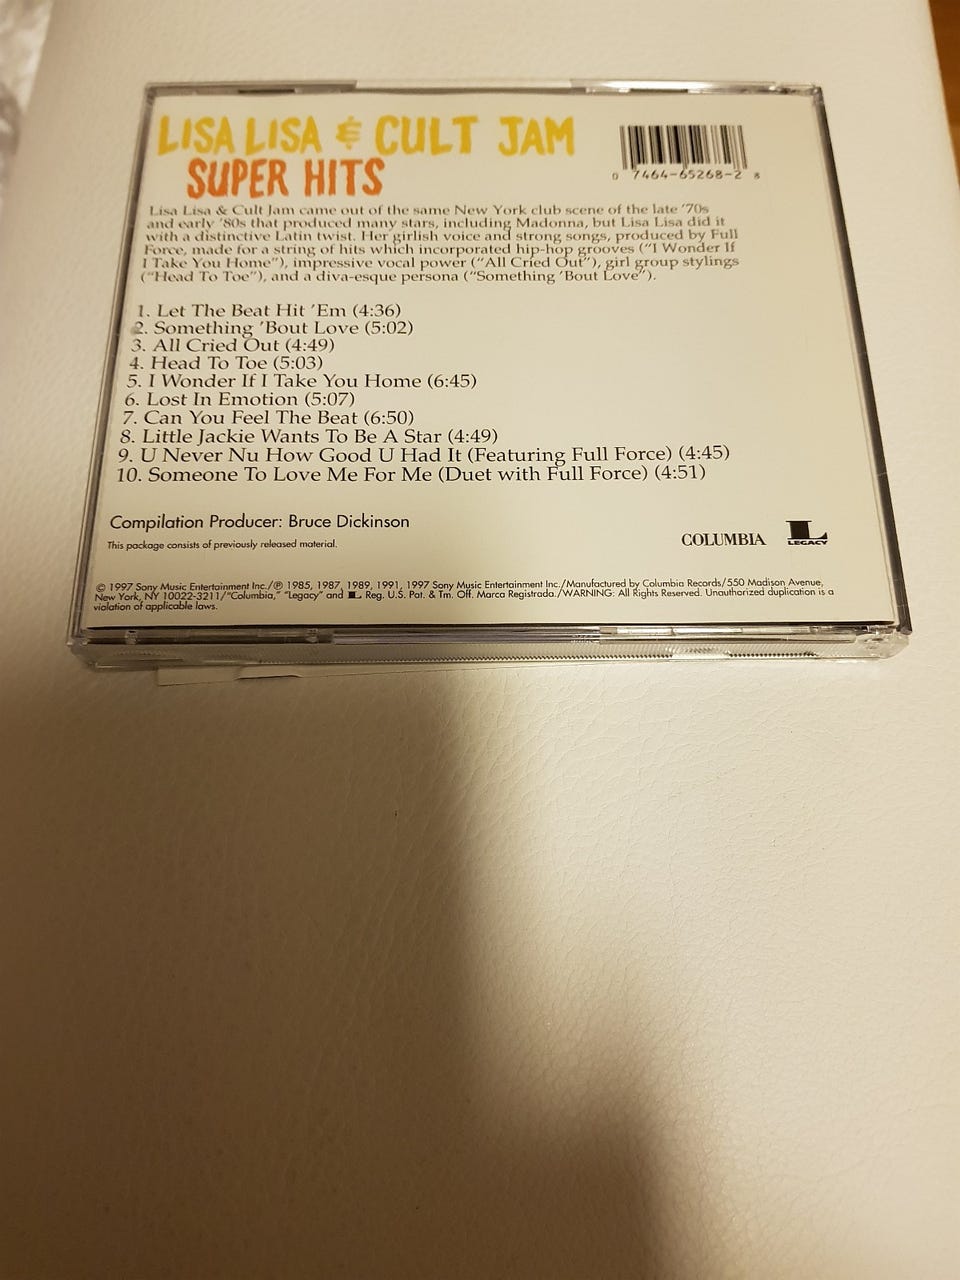 LISA LISA & CULT JAM
SUPER HITS
0 7464-65268-2 8
Lisa Lisa & Cult Jam came out of the same New York club scene of the late '70s
and early '80s that produced many stars, including Madonna, but Lisa Lisa did it
with a distinctive Latin twist. Her girlish voice and strong songs, produced by Full
Force, made for a string of hits which incorporated hip-hop grooves ("I Wonder If
I Take You Home"), impressive vocal power ("All Cried Out"), girl group stylings
("Head To Toe"), and a diva-esque persona ("Something 'Bout Love").
1. Let The Beat Hit 'Em (4:36)
2. Something 'Bout Love (5:02)
3. All Cried Out (4:49)
4. Head To Toe (5:03)
5. I Wonder If I Take You Home (6:45)
6. Lost In Emotion (5:07)
7. Can You Feel The Beat (6:50)
8. Little Jackie Wants To Be A Star (4:49)
9. U Never Nu How Good U Had It (Featuring Full Force) (4:45)
10. Someone To Love Me For Me (Duet with Full Force) (4:51)
Compilation Producer: Bruce Dickinson
This package consists of previously released material.
COLUMBIA
L
LEGACY
© 1997 Sony Music Entertainment Inc./℗ 1985, 1987, 1989, 1991, 1997 Sony Music Entertainment Inc./Manufactured by Columbia Records/550 Madison Avenue,
New York, NY 10022-3211/"Columbia," "Legacy" and L Reg. U.S. Pat. & Tm. Off. Marca Registrada./WARNING: All Rights Reserved. Unauthorized duplication is a
violation of applicable laws.